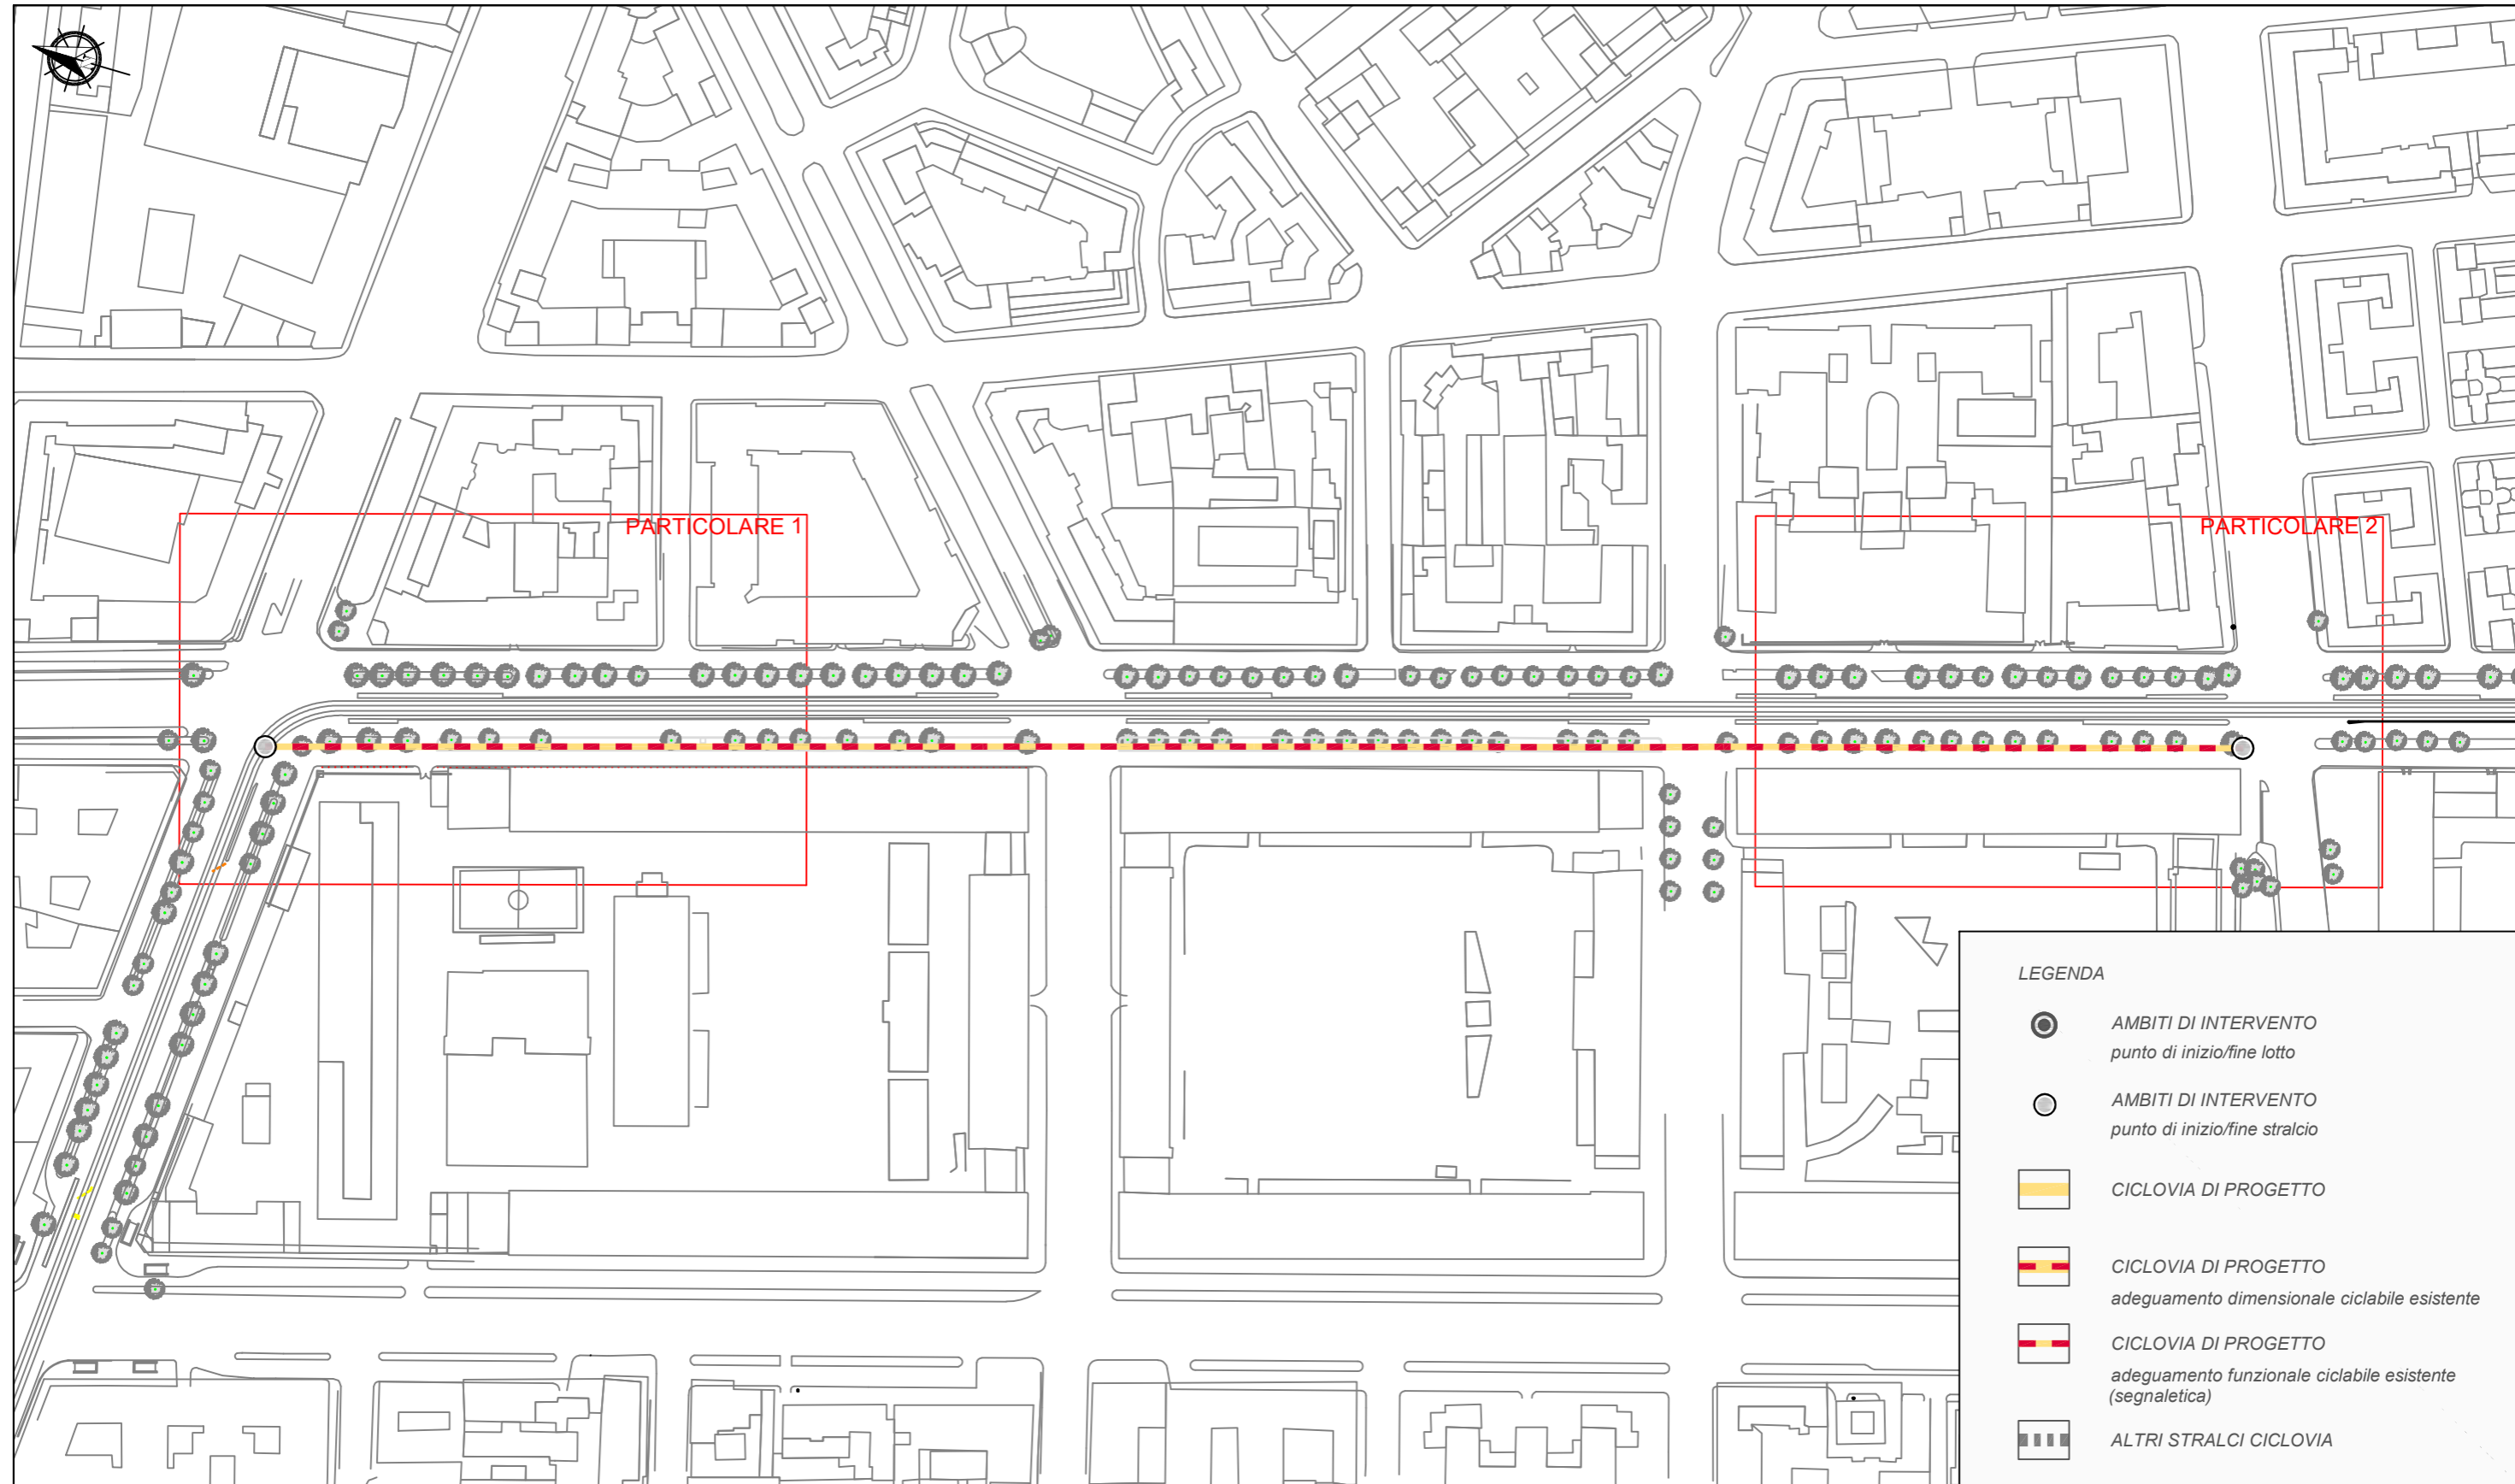 PARTICOLARE 1
PARTICOLARE 2
LEGENDA
AMBITI DI INTERVENTO
punto di inizio/fine lotto
AMBITI DI INTERVENTO
punto di inizio/fine stralcio
CICLOVIA DI PROGETTO
CICLOVIA DI PROGETTO
adeguamento dimensionale ciclabile esistente
CICLOVIA DI PROGETTO
adeguamento funzionale ciclabile esistente
(segnaletica)
ALTRI STRALCI CICLOVIA